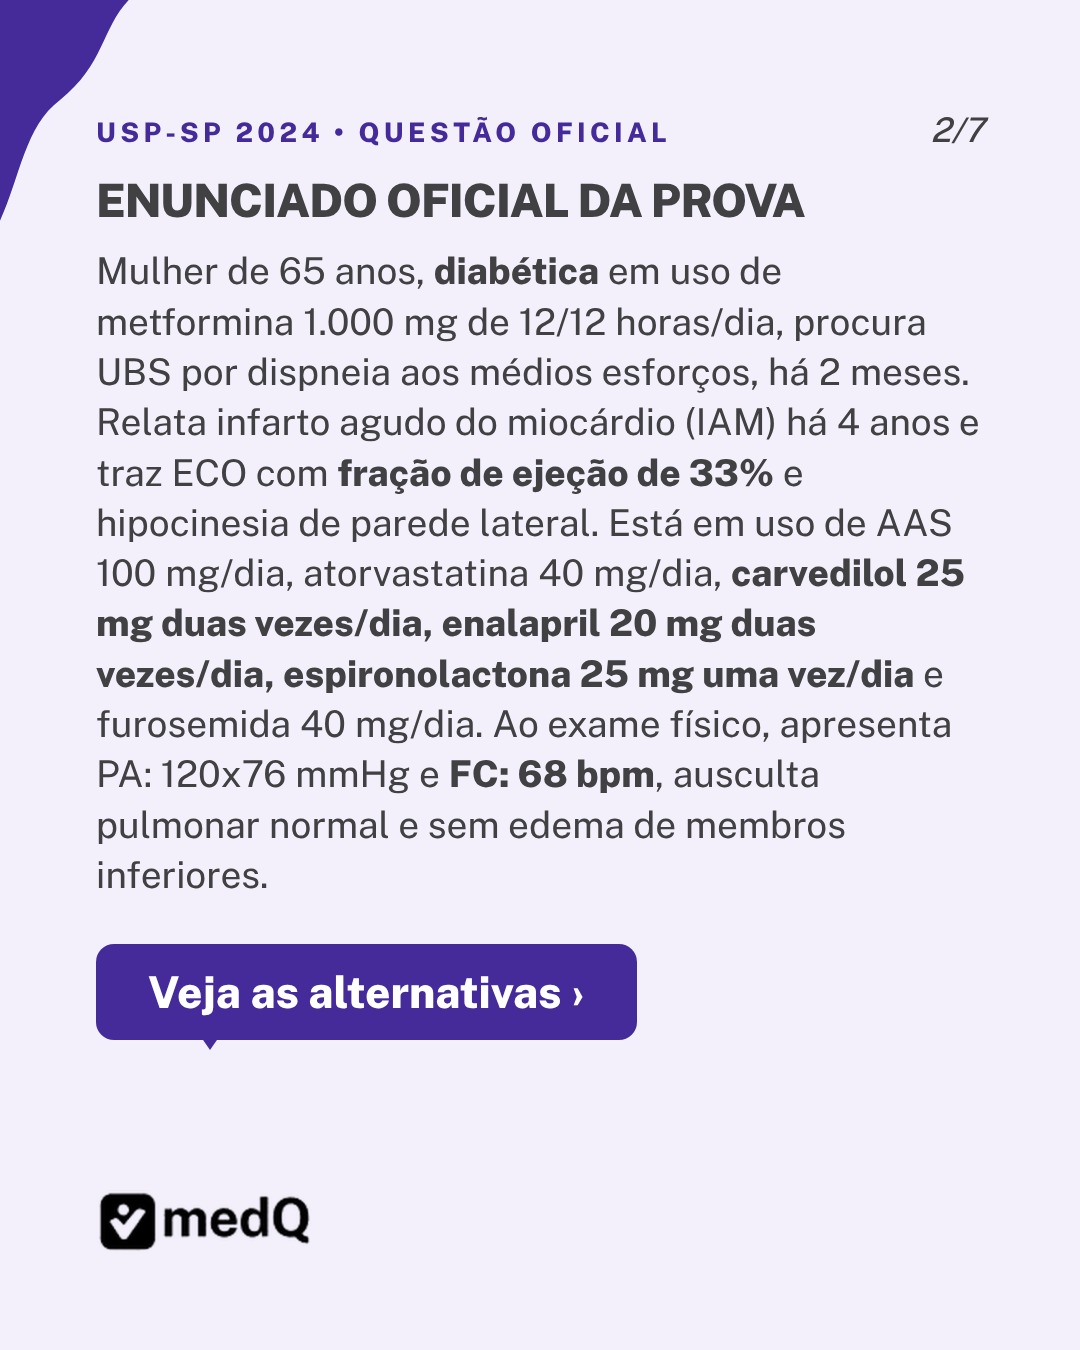 USP-SP 2024 • QUESTÃO OFICIAL
2/7
ENUNCIADO OFICIAL DA PROVA
Mulher de 65 anos, diabética em uso de
metformina 1.000 mg de 12/12 horas/dia, procura
UBS por dispneia aos médios esforços, há 2 meses.
Relata infarto agudo do miocárdio (IAM) há 4 anos e
traz ECO com fração de ejeção de 33% e
hipocinesia de parede lateral. Está em uso de AAS
100 mg/dia, atorvastatina 40 mg/dia, carvedilol 25
mg duas vezes/dia, enalapril 20 mg duas
vezes/dia, espironolactona 25 mg uma vez/dia e
furosemida 40 mg/dia. Ao exame físico, apresenta
PA: 120x76 mmHg e FC: 68 bpm, ausculta
pulmonar normal e sem edema de membros
inferiores.
Veja as alternativas ›
medQ